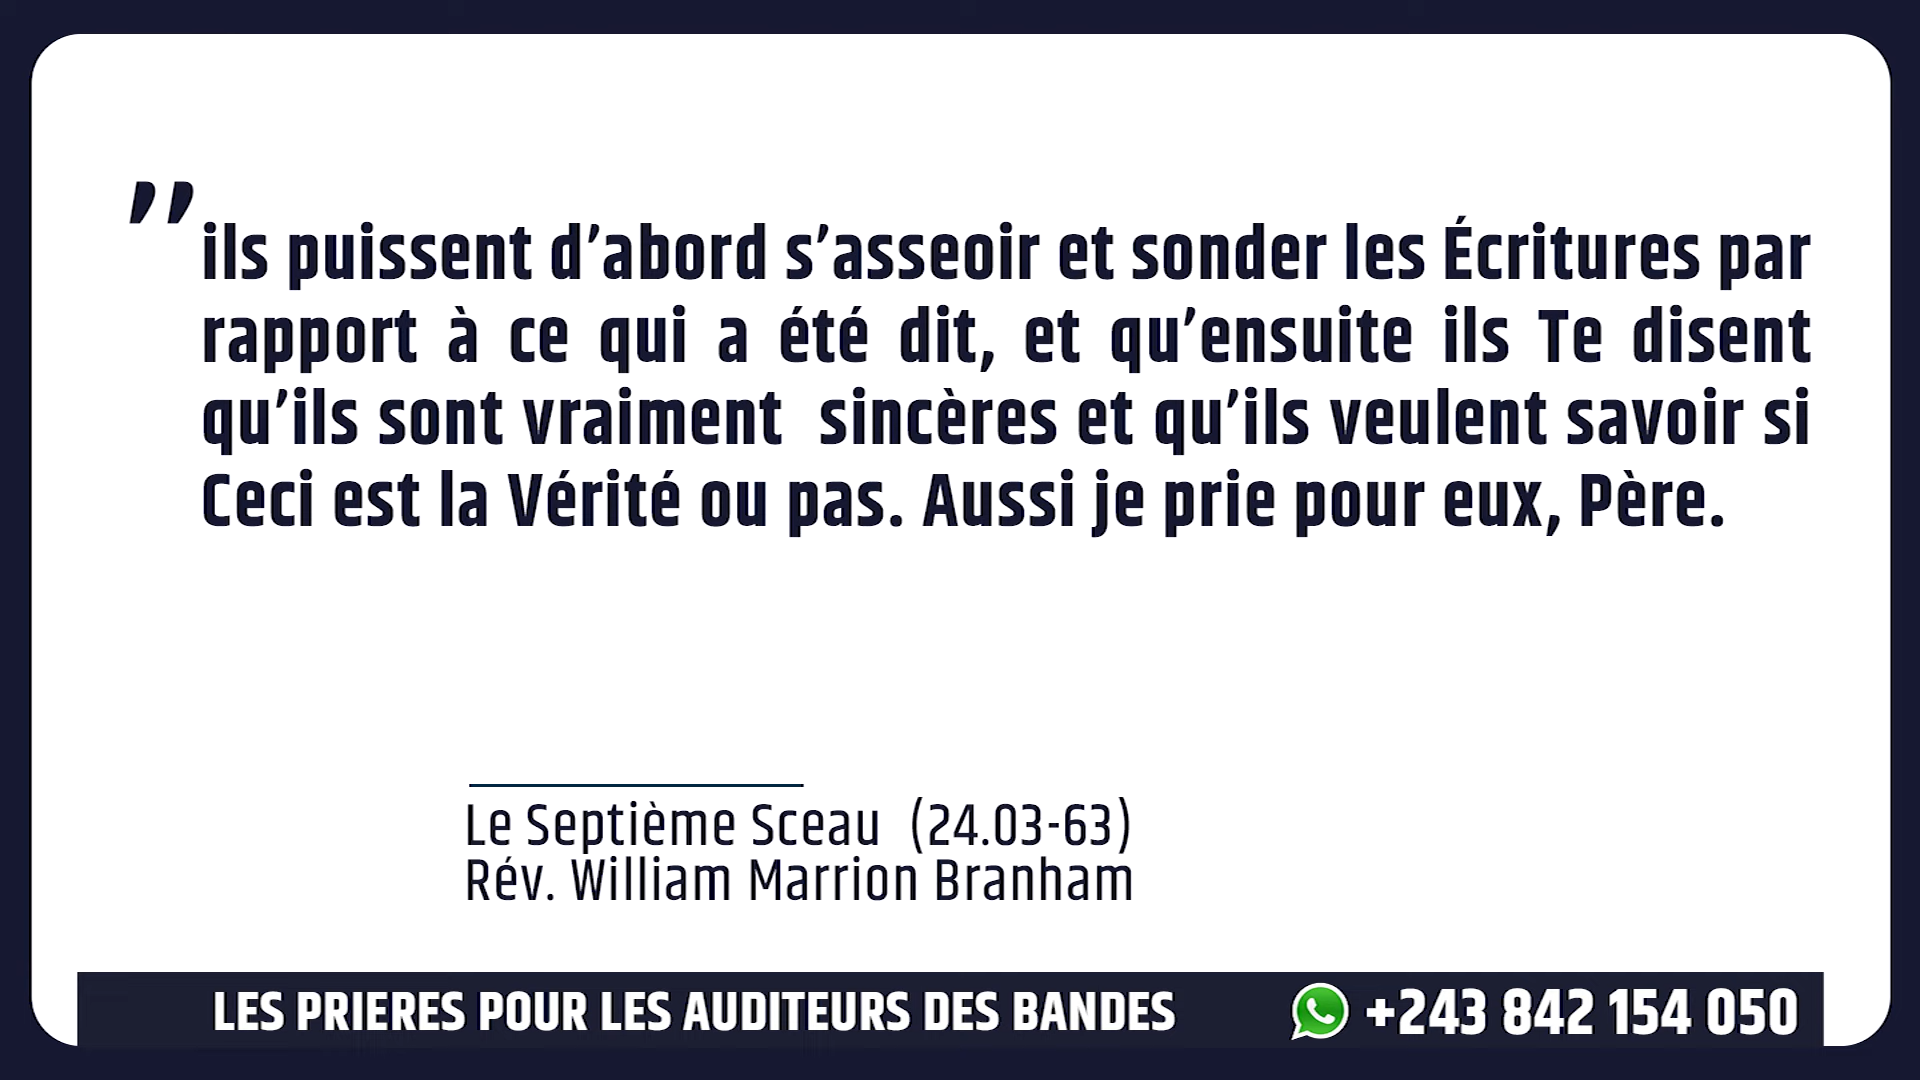 ” ils puissent d’abord s’asseoir et sonder les Écritures par
rapport à ce qui a été dit, et qu’ensuite ils Te disent
qu’ils sont vraiment  sincères et qu’ils veulent savoir si
Ceci est la Vérité ou pas. Aussi je prie pour eux, Père.
Le Septième Sceau  (24.03-63)
Rév. William Marrion Branham
LES PRIERES POUR LES AUDITEURS DES BANDES
+243 842 154 050